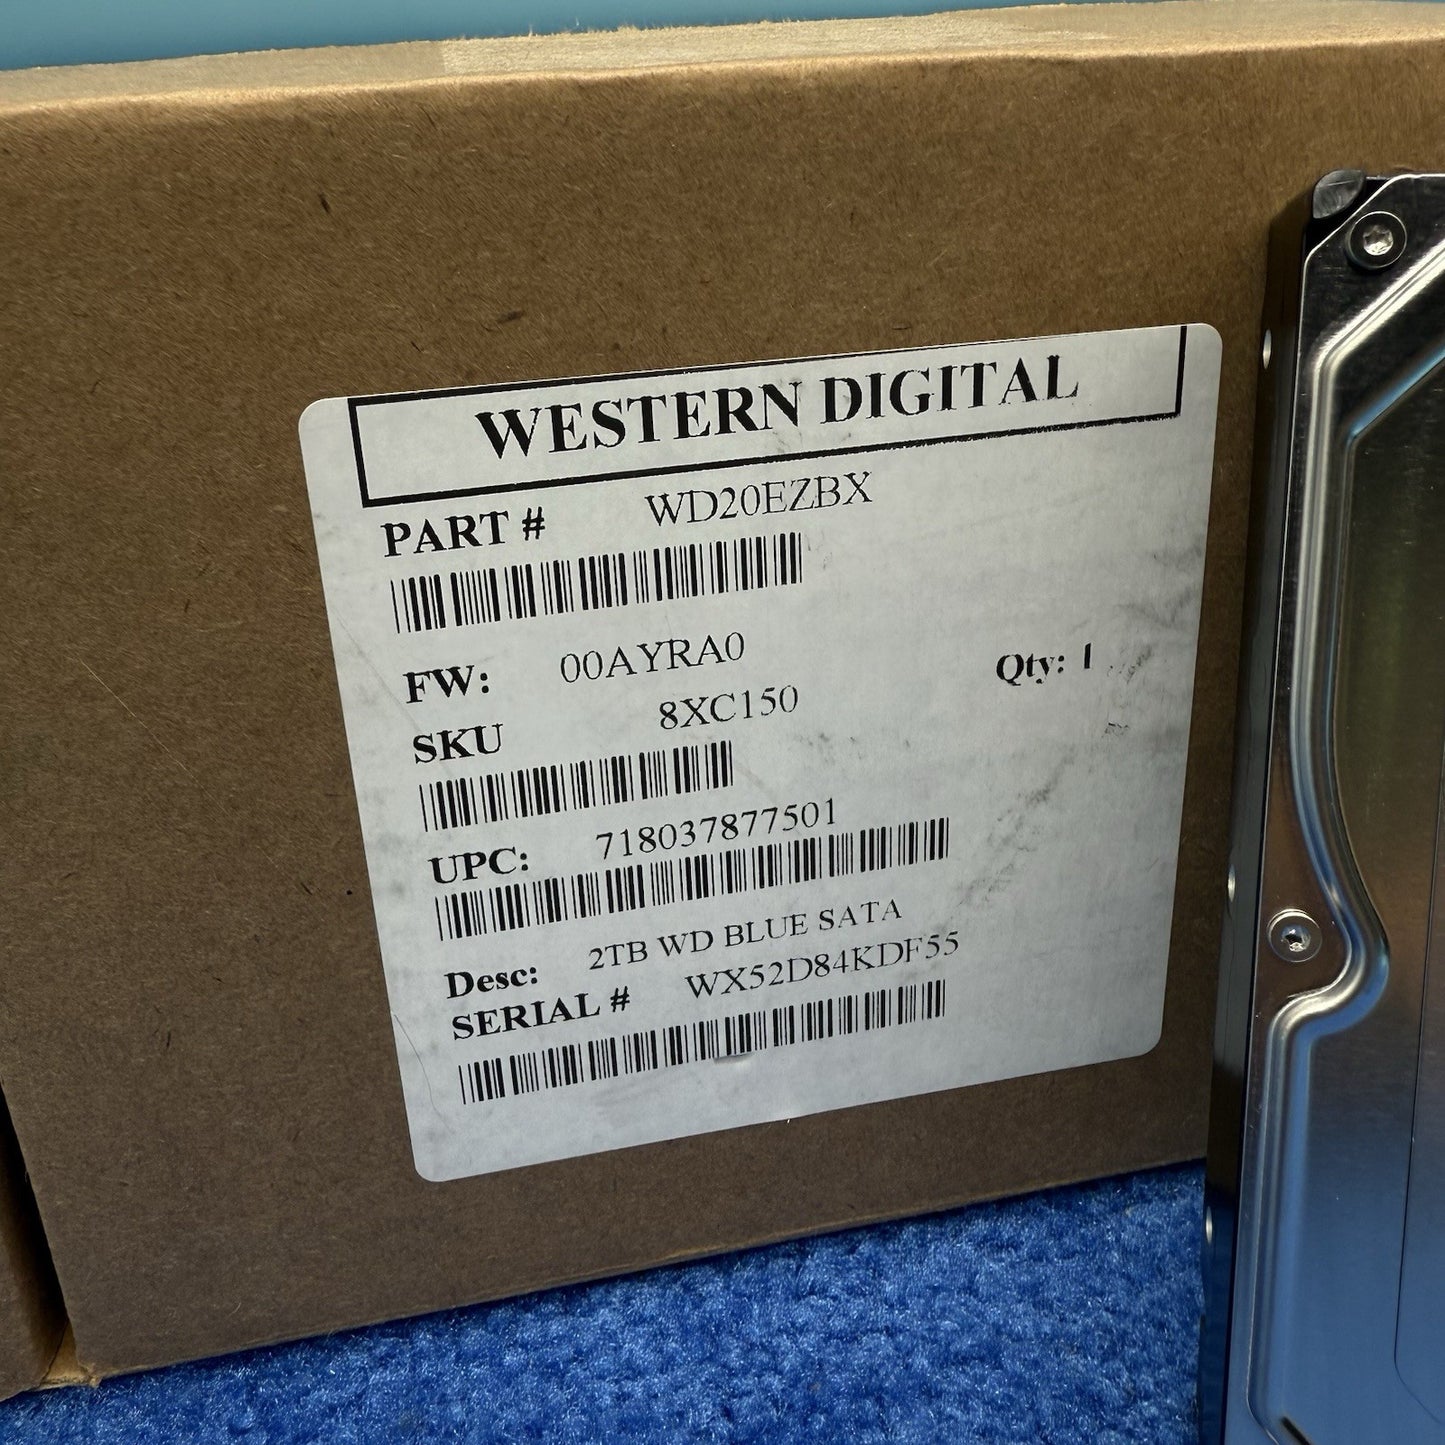 WESTERN DIGITAL
PART # WD20EZBX
FW: 00AYRA0
Qty: 1
SKU 8XC150
UPC: 718037877501
Desc: 2TB WD BLUE SATA
SERIAL # WX52D84KDF55